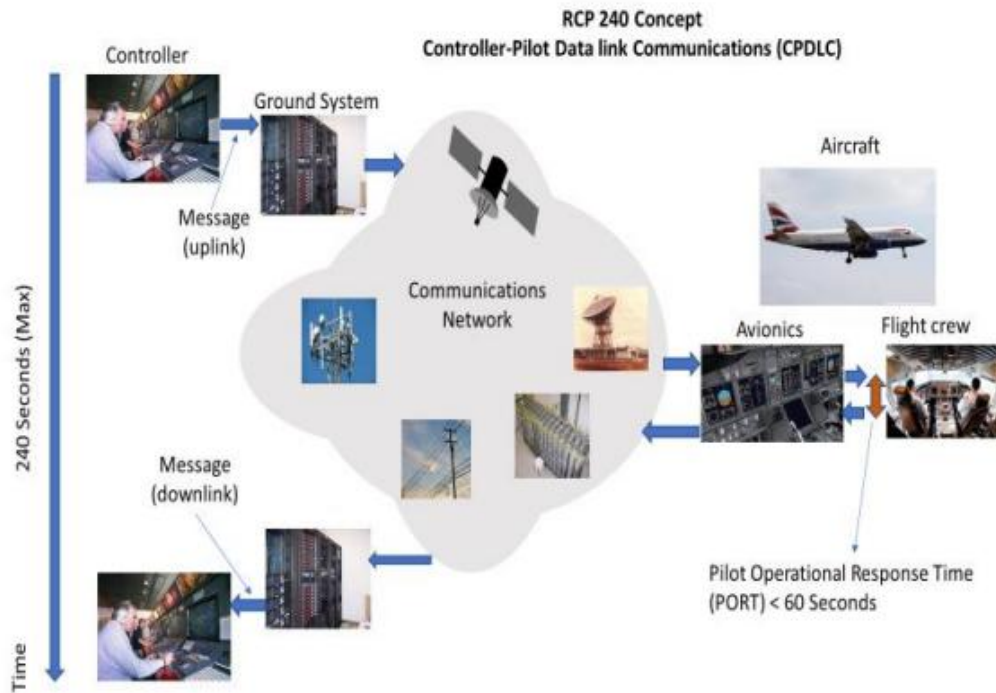 RCP 240 Concept
Controller-Pilot Data link Communications (CPDLC)
Controller
Ground System
Aircraft
Message
(uplink)
Communications
Network
Avionics
Flight crew
240 Seconds (Max)
Message
(downlink)
Pilot Operational Response Time
(PORT) < 60 Seconds
Time